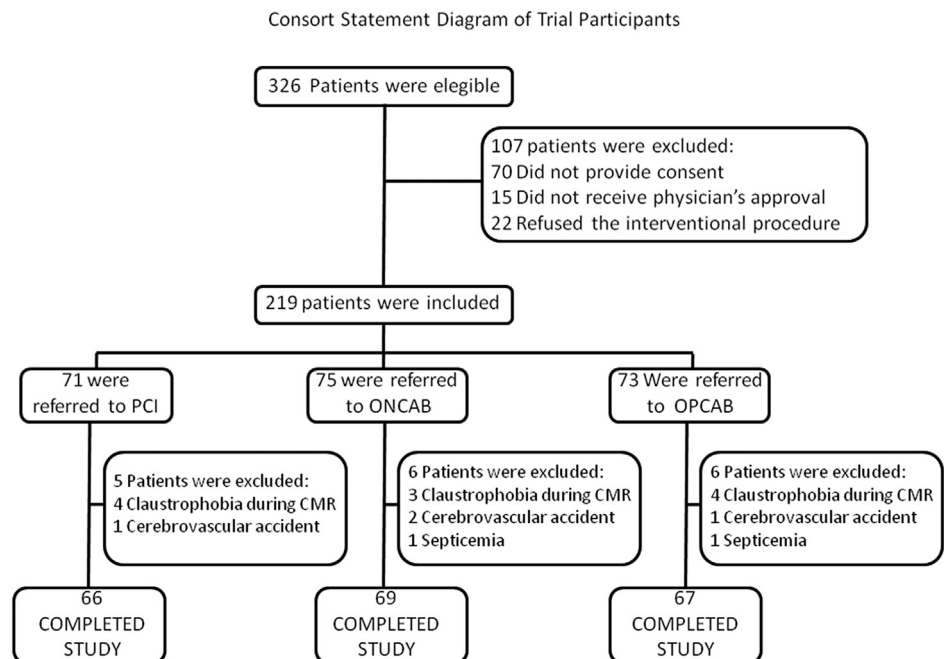 Consort Statement Diagram of Trial Participants
326 Patients were elegible
107 patients were excluded:
70 Did not provide consent
15 Did not receive physician's approval
22 Refused the interventional procedure
219 patients were included
71 were
referred to PCI
75 were referred
to ONCAB
73 Were referred
to OPCAB
5 Patients were excluded:
4 Claustrophobia during CMR
1 Cerebrovascular accident
6 Patients were excluded:
3 Claustrophobia during CMR
2 Cerebrovascular accident
1 Septicemia
6 Patients were excluded:
4 Claustrophobia during CMR
1 Cerebrovascular accident
1 Septicemia
66
COMPLETED
STUDY
69
COMPLETED
STUDY
67
COMPLETED
STUDY